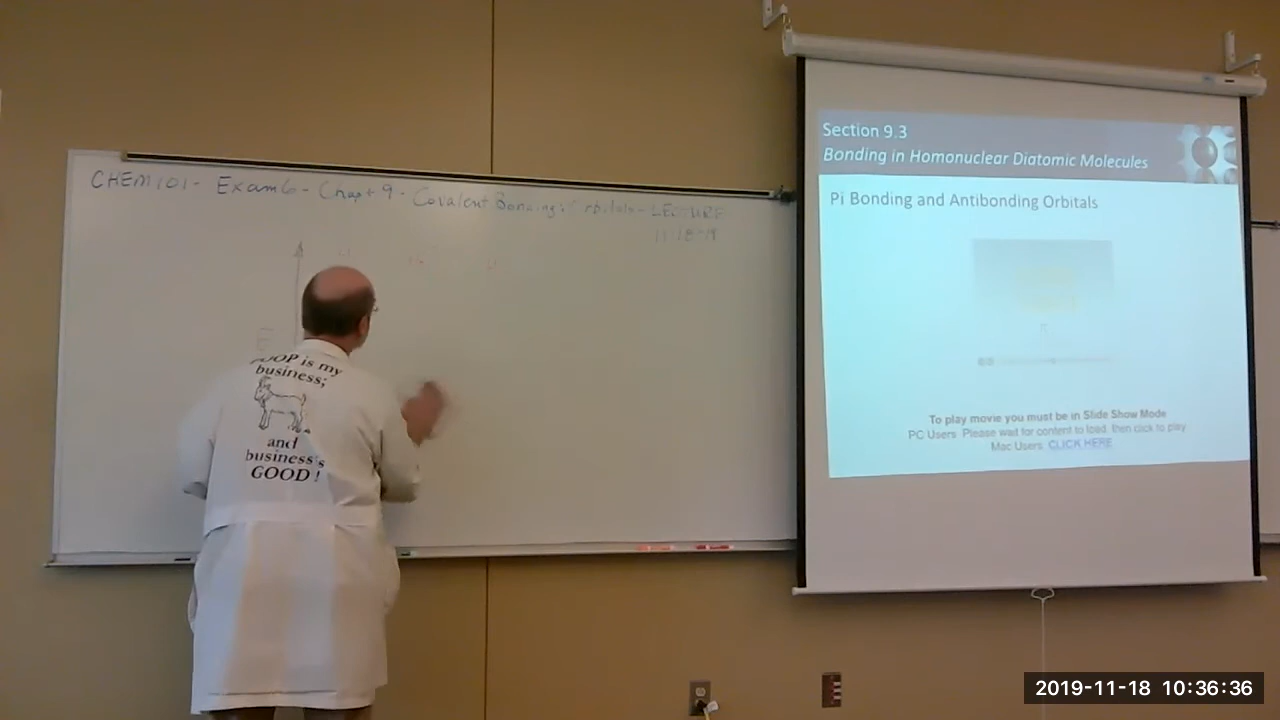 CHEM 101 - Exam 6 - Chapt 9 - Covalent Bonding: Orbitals - LECTURE
11-18-19
E
OOP is my
business;
and
business's
GOOD !
Section 9.3
Bonding in Homonuclear Diatomic Molecules
Pi Bonding and Antibonding Orbitals
To play movie you must be in Slide Show Mode
PC Users: Please wait for content to load, then click to play
Mac Users: CLICK HERE
2019-11-18 10:36:36